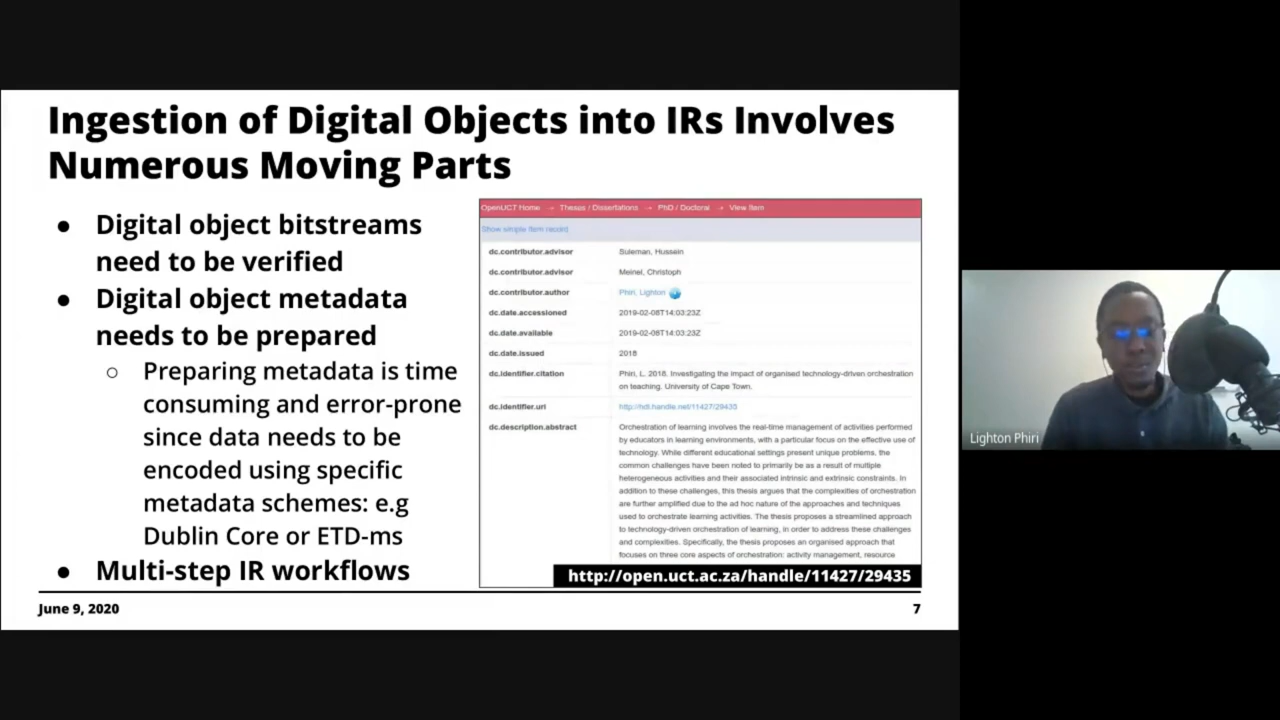 Ingestion of Digital Objects into IRs Involves
Numerous Moving Parts
● Digital object bitstreams
need to be verified
● Digital object metadata
needs to be prepared
○ Preparing metadata is time
consuming and error-prone
since data needs to be
encoded using specific
metadata schemes: e.g
Dublin Core or ETD-ms
● Multi-step IR workflows
OpenUCT Home → Theses / Dissertations → PhD / Doctoral → View Item
Show simple item record
dc.contributor.advisor Suleman, Hussein
dc.contributor.advisor Meinel, Christoph
dc.contributor.author Phiri, Lighton
dc.date.accessioned 2019-02-08T14:03:23Z
dc.date.available 2019-02-08T14:03:23Z
dc.date.issued 2018
dc.identifier.citation Phiri, L. 2018. Investigating the impact of organised technology-driven orchestration
on teaching. University of Cape Town.
dc.identifier.uri http://hdl.handle.net/11427/29435
dc.description.abstract Orchestration of learning involves the real-time management of activities performed
by educators in learning environments, with a particular focus on the effective use of
technology. While different educational settings present unique problems, the
common challenges have been noted to primarily be as a result of multiple
heterogeneous activities and their associated intrinsic and extrinsic constraints. In
addition to these challenges, this thesis argues that the complexities of orchestration
are further amplified due to the ad hoc nature of the approaches and techniques
used to orchestrate learning activities. The thesis proposes a streamlined approach
to technology-driven orchestration of learning, in order to address these challenges
and complexities. Specifically, the thesis proposes an organised approach that
focuses on three core aspects of orchestration: activity management, resource
http://open.uct.ac.za/handle/11427/29435
June 9, 2020
7
Lighton Phiri